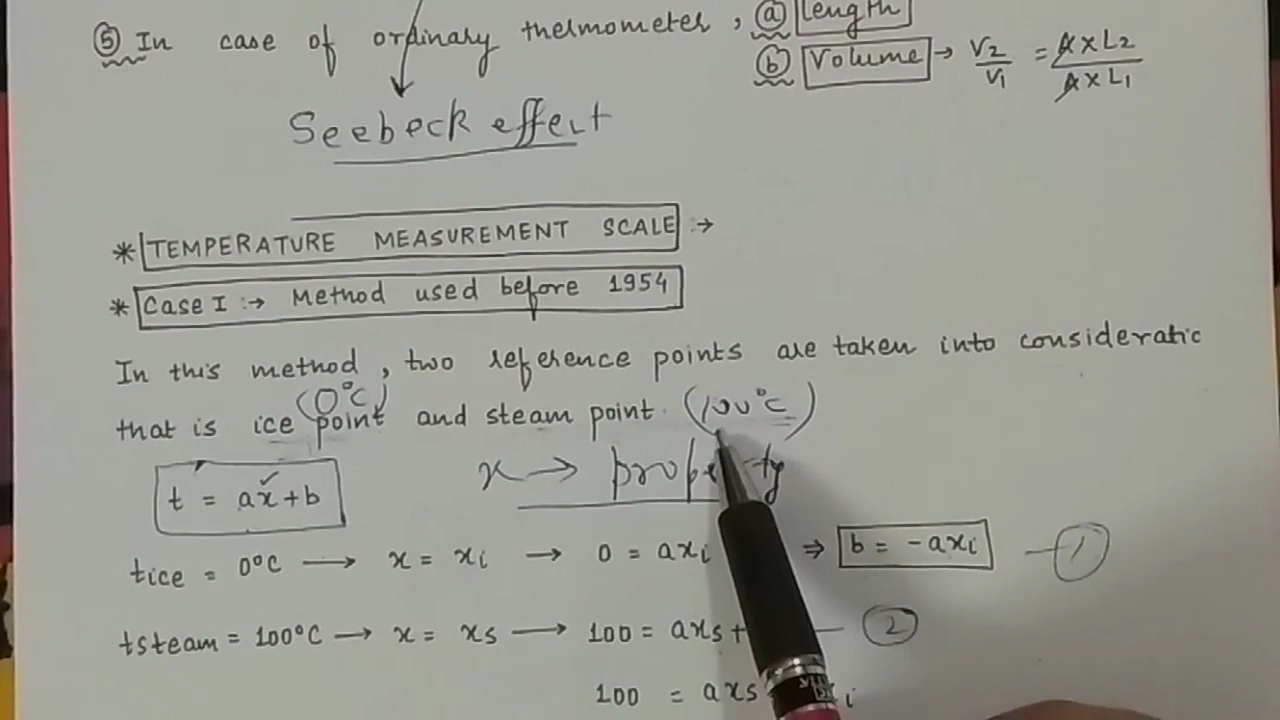 ⑤ In case of ordinary thermometer, ⓐ Length
ⓑ Volume → V2/V1 = A×L2/A×L1
Seebeck effect
* TEMPERATURE MEASUREMENT SCALE :→
* Case I :→ Method used before 1954
In this method, two reference points are taken into consideratio
(0°C)
that is ice point and steam point. (100°C)
t = ax+b ✓
x → property
tice = 0°C → x = xi → 0 = axi ⇒ b = -axi — ①
tsteam = 100°C → x = xs → 100 = axs+ — ②
100 = axs i